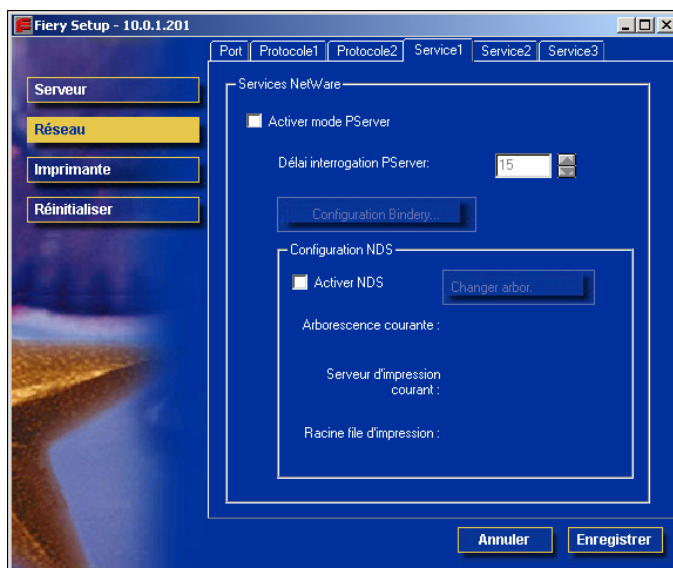 Fiery Setup - 10.0.1.201
Port Protocole1 Protocole2 Service1 Service2 Service3
Serveur
Réseau
Imprimante
Réinitialiser
Services NetWare
Activer mode PServer
Délai interrogation PServer: 15
Configuration Bindery...
Configuration NDS
Activer NDS
Changer arbor.
Arborescence courante :
Serveur d'impression
courant :
Racine file d'impression :
Annuler
Enregistrer